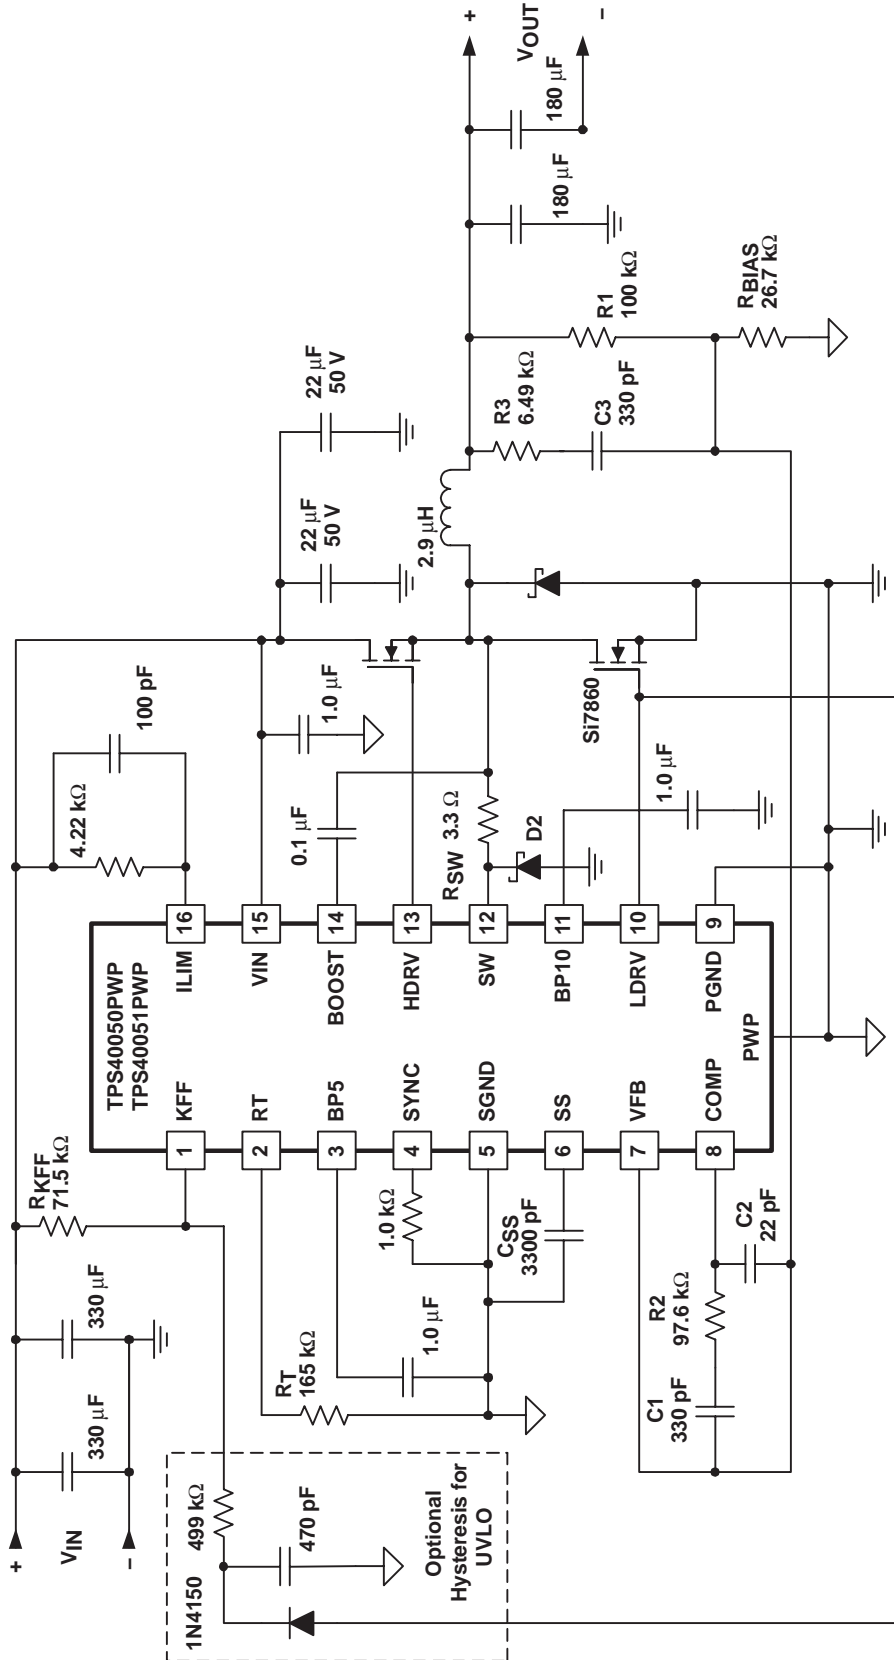 +
VIN
−
330 µF
330 µF
RKFF
71.5 kΩ
499 kΩ
1N4150
470 pF
Optional
Hysteresis for
UVLO
RT
165 kΩ
1.0 µF
1.0 kΩ
CSS
3300 pF
C1
330 pF
R2
97.6 kΩ
C2
22 pF
TPS40050PWP
TPS40051PWP
1
KFF
ILIM
16
2
RT
VIN
15
3
BP5
BOOST
14
4
SYNC
HDRV
13
5
SGND
SW
12
6
SS
BP10
11
7
VFB
LDRV
10
8
COMP
PGND
9
PWP
4.22 kΩ
100 pF
1.0 µF
0.1 µF
RSW
3.3 Ω
D2
1.0 µF
Si7860
22 µF
50 V
22 µF
50 V
2.9 µH
R3
6.49 kΩ
C3
330 pF
R1
100 kΩ
RBIAS
26.7 kΩ
180 µF
180 µF
+
VOUT
−